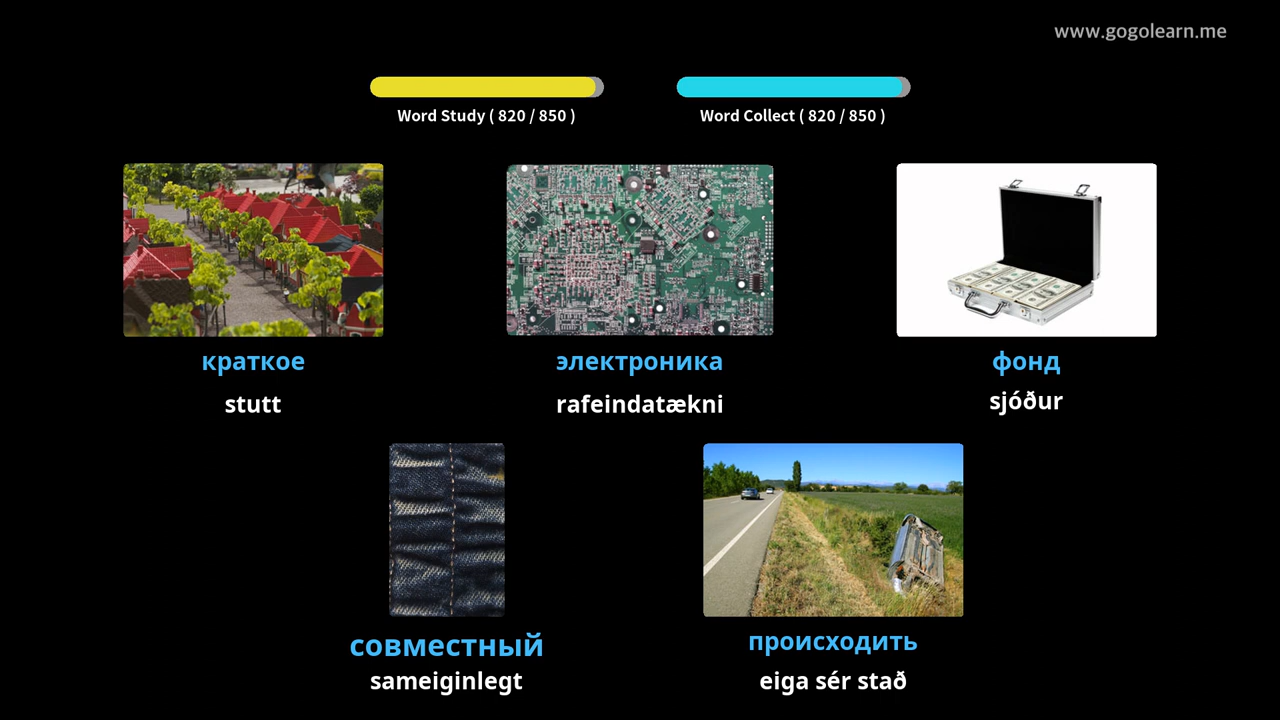 www.gogolearn.me
Word Study ( 820 / 850 )
Word Collect ( 820 / 850 )
краткое
электроника
фонд
stutt
rafeindatækni
sjóður
совместный
происходить
sameiginlegt
eiga sér stað